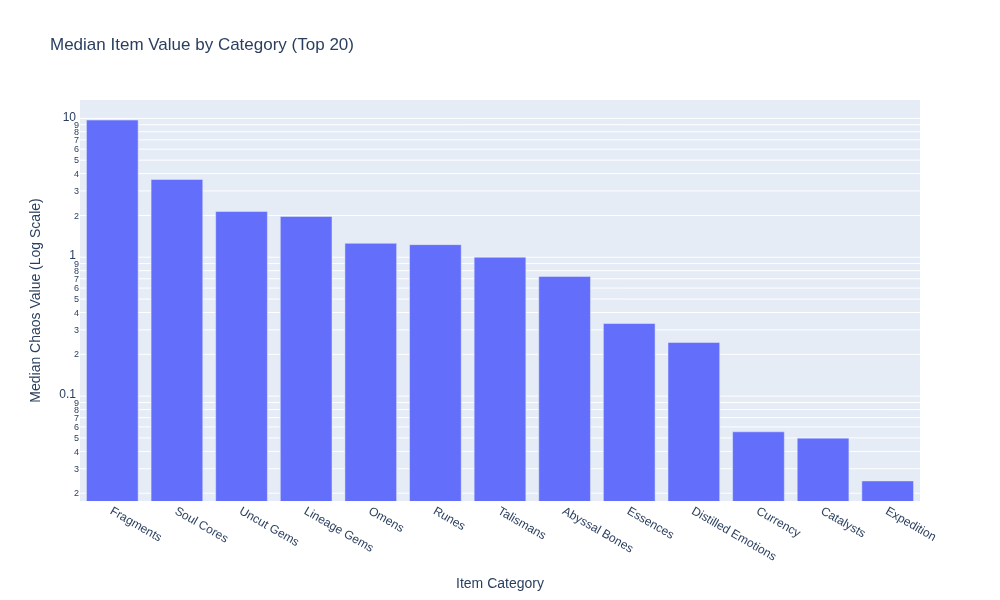 Median Item Value by Category (Top 20)
Median Chaos Value (Log Scale)
10
9
8
7
6
5
4
3
2
1
9
8
7
6
5
4
3
2
0.1
9
8
7
6
5
4
3
2
Fragments
Soul Cores
Uncut Gems
Lineage Gems
Omens
Runes
Talismans
Abyssal Bones
Essences
Distilled Emotions
Currency
Catalysts
Expedition
Item Category